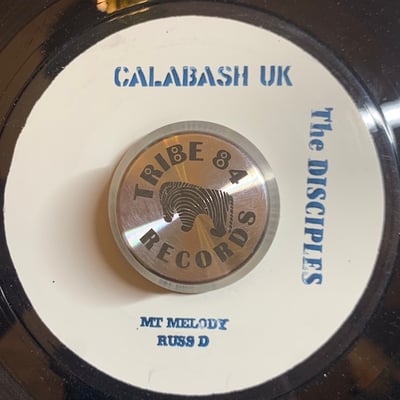 CALABASH UK
The DISCIPLES
TRIBE 84
RECORDS
MT MELODY
RUSS D